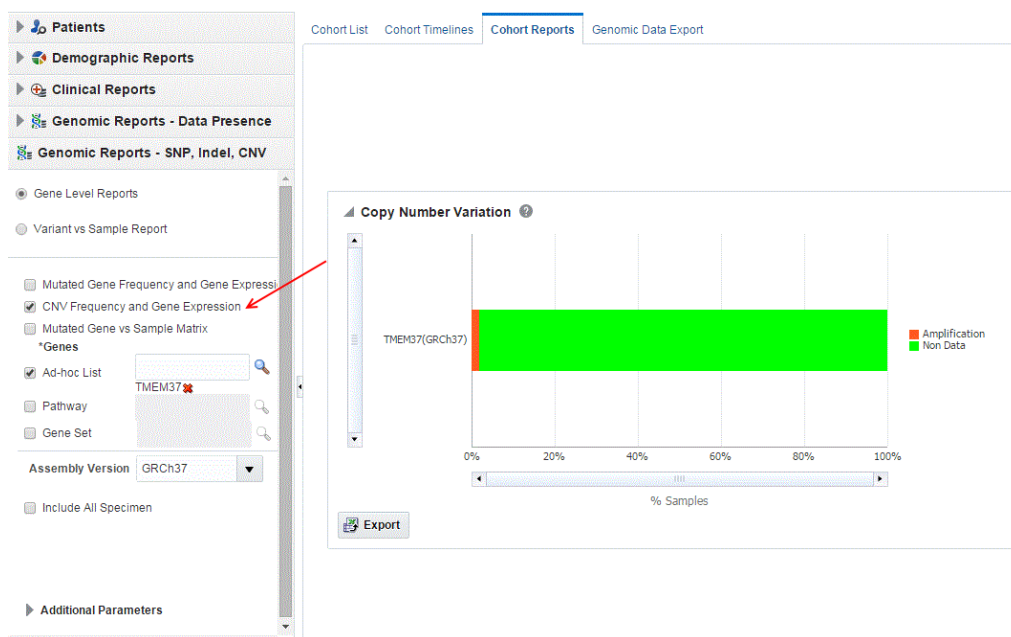 Patients
Demographic Reports
Clinical Reports
Genomic Reports - Data Presence
Genomic Reports - SNP, Indel, CNV
Gene Level Reports
Variant vs Sample Report
Mutated Gene Frequency and Gene Expressi
CNV Frequency and Gene Expression
Mutated Gene vs Sample Matrix
*Genes
Ad-hoc List
TMEM37
Pathway
Gene Set
Assembly Version GRCh37
Include All Specimen
Additional Parameters
Cohort List Cohort Timelines Cohort Reports Genomic Data Export
Copy Number Variation ?
TMEM37(GRCh37)
Amplification
Non Data
0% 20% 40% 60% 80% 100%
% Samples
Export